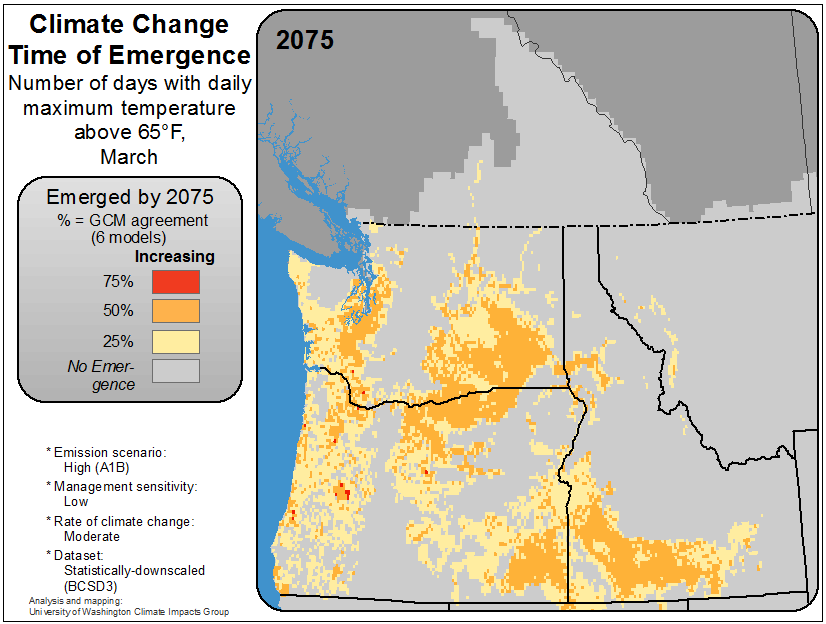 Climate Change
Time of Emergence
Number of days with daily
maximum temperature
above 65°F,
March
Emerged by 2075
% = GCM agreement
(6 models)
Increasing
75%
50%
25%
No Emer-
gence
* Emission scenario:
High (A1B)
* Management sensitivity:
Low
* Rate of climate change:
Moderate
* Dataset:
Statistically-downscaled
(BCSD3)
Analysis and mapping:
University of Washington Climate Impacts Group
2075